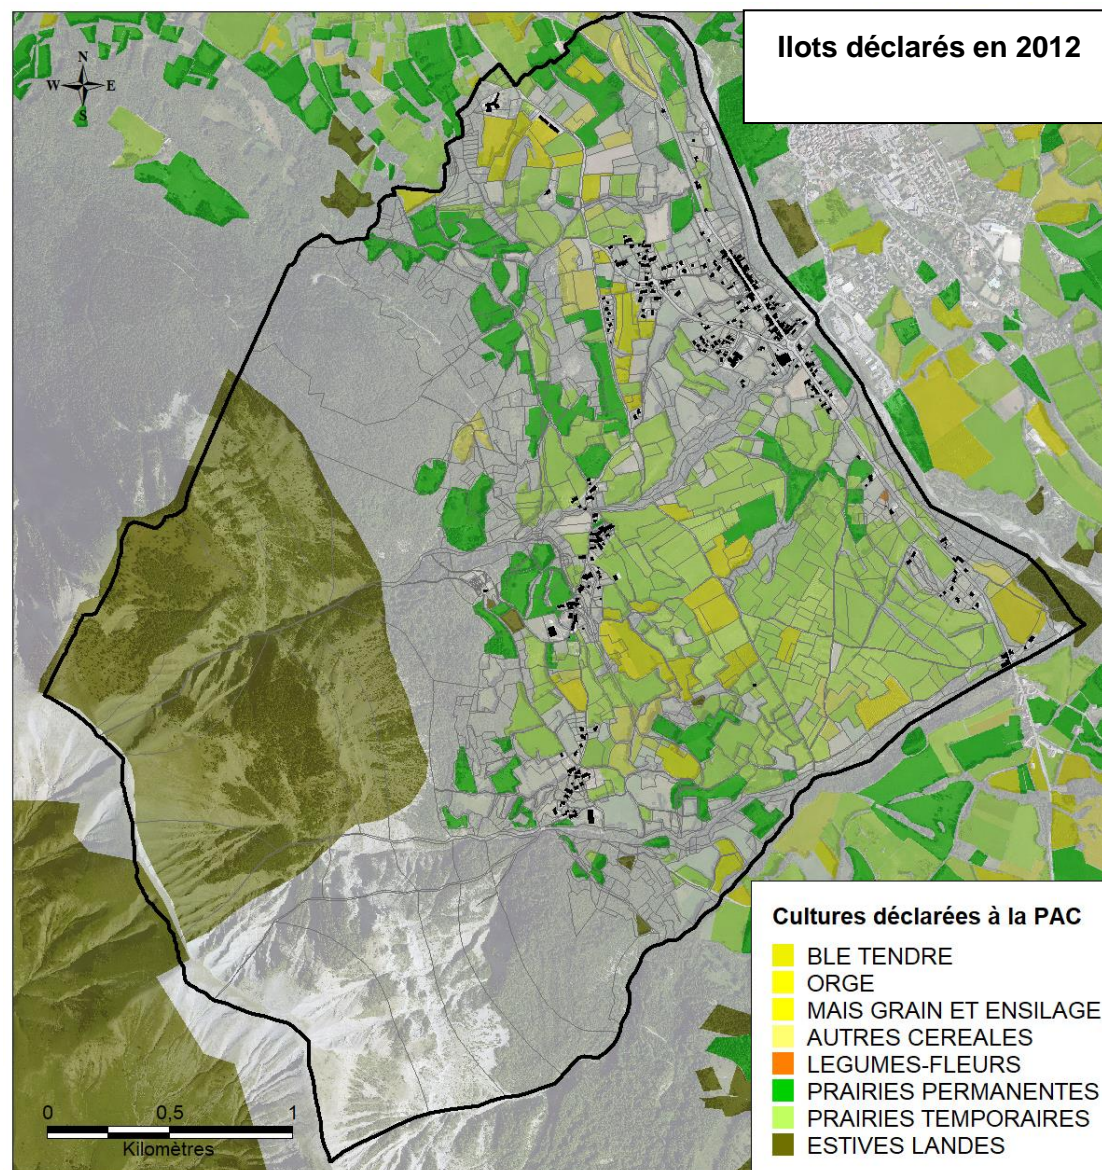 Ilots déclarés en 2012
N
W E
S
Cultures déclarées à la PAC
BLE TENDRE
ORGE
MAIS GRAIN ET ENSILAGE
AUTRES CEREALES
LEGUMES-FLEURS
PRAIRIES PERMANENTES
PRAIRIES TEMPORAIRES
ESTIVES LANDES
0 0,5 1
Kilomètres